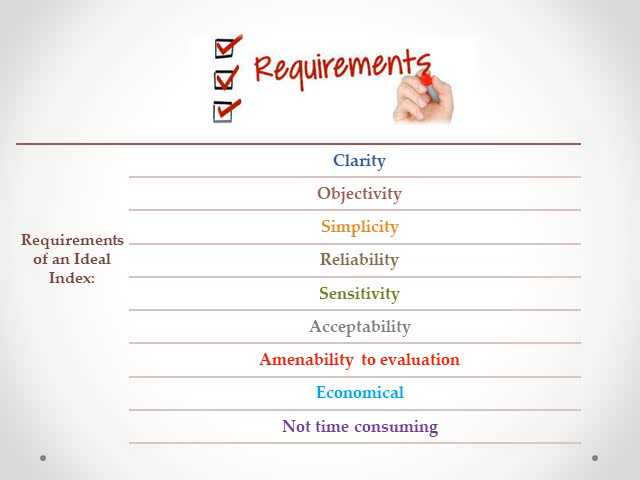 Requirements
Requirements
of an Ideal
Index:
Clarity
Objectivity
Simplicity
Reliability
Sensitivity
Acceptability
Amenability to evaluation
Economical
Not time consuming